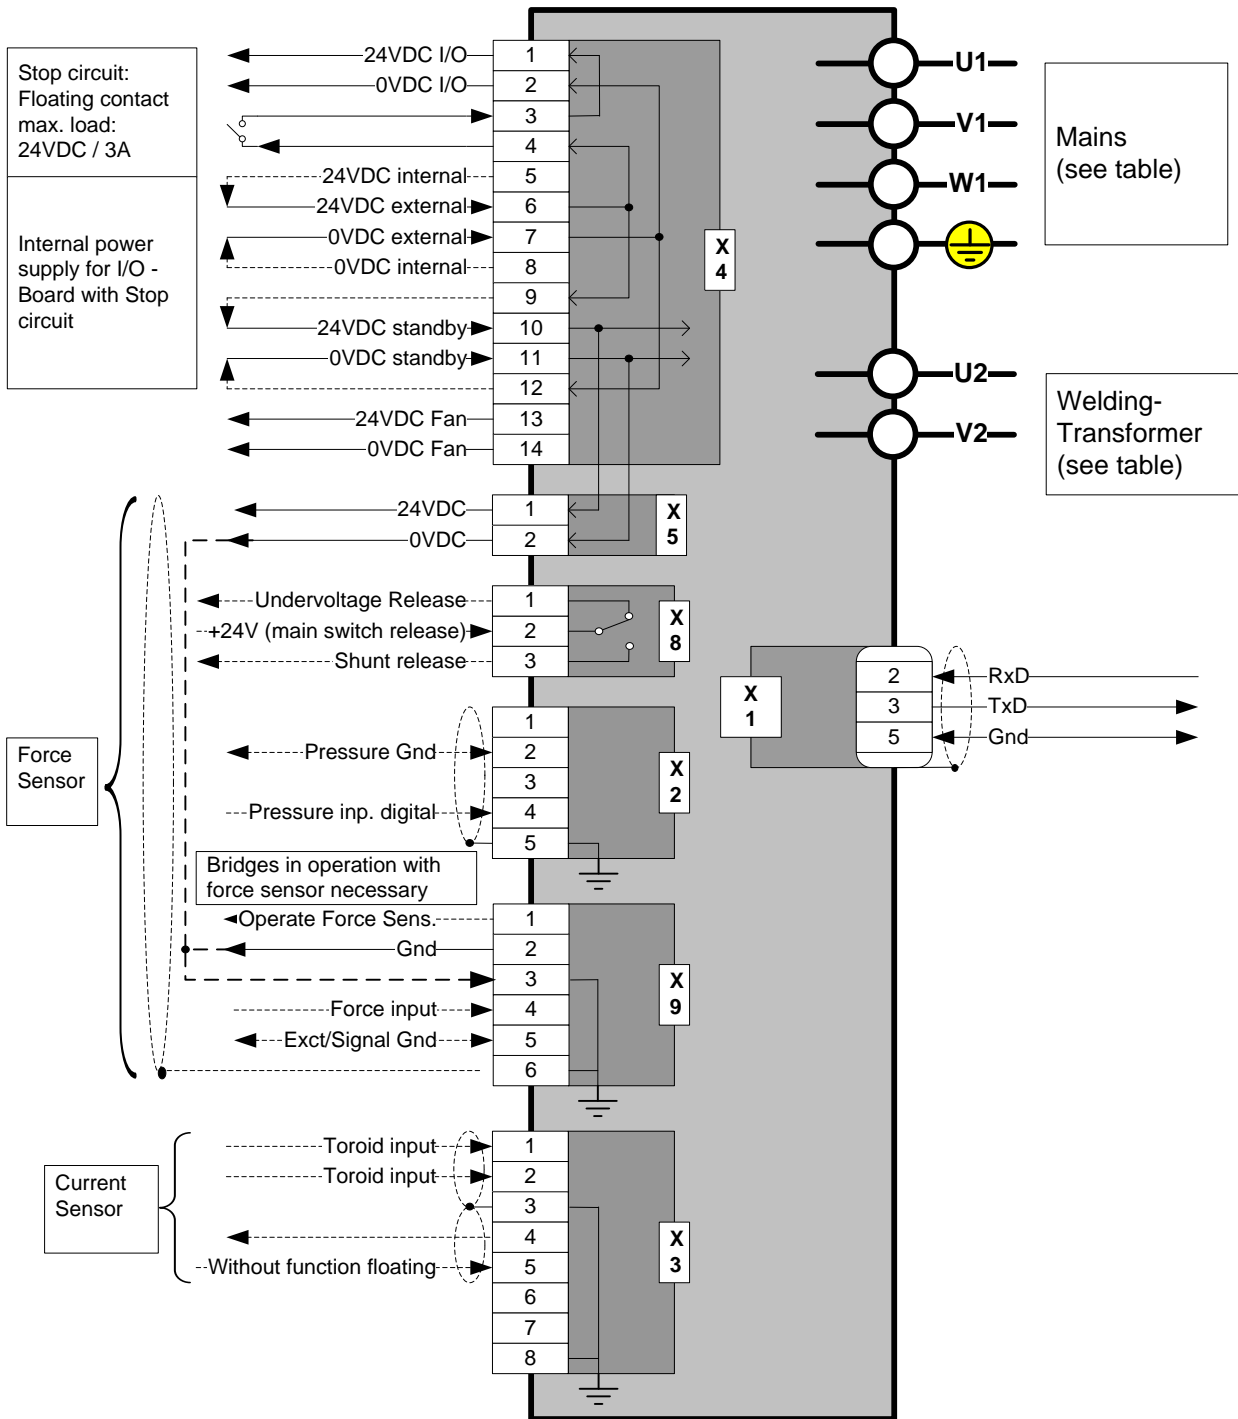 Stop circuit:
Floating contact
max. load:
24VDC / 3A
Internal power
supply for I/O -
Board with Stop
circuit
24VDC I/O 1
0VDC I/O 2
3
4
24VDC internal 5
24VDC external 6
0VDC external 7
0VDC internal 8
9
24VDC standby 10
0VDC standby 11
12
24VDC Fan 13
0VDC Fan 14
X
4
U1
V1
W1
Mains
(see table)
U2
V2
Welding-
Transformer
(see table)
24VDC 1
0VDC 2
X
5
Undervoltage Release 1
+24V (main switch release) 2
Shunt release 3
X
8
X
1
2 RxD
3 TxD
5 Gnd
Force
Sensor
1
Pressure Gnd 2
3
Pressure inp. digital 4
5
X
2
Bridges in operation with
force sensor necessary
Operate Force Sens. 1
Gnd 2
3
Force input 4
Exct/Signal Gnd 5
6
X
9
Current
Sensor
Toroid input 1
Toroid input 2
3
4
Without function floating 5
6
7
8
X
3